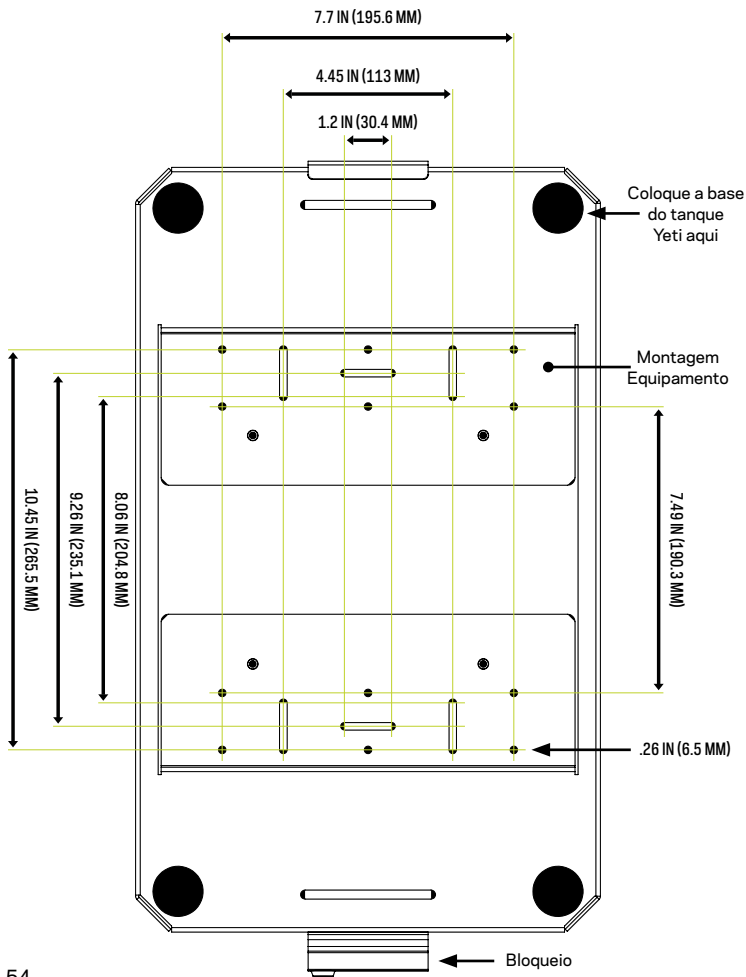 7.7 IN (195.6 MM)
4.45 IN (113 MM)
1.2 IN (30.4 MM)
Coloque a base
do tanque
Yeti aqui
Montagem
Equipamento
10.45 IN (265.5 MM)
9.26 IN (235.1 MM)
8.06 IN (204.8 MM)
7.49 IN (190.3 MM)
.26 IN (6.5 MM)
Bloqueio
54